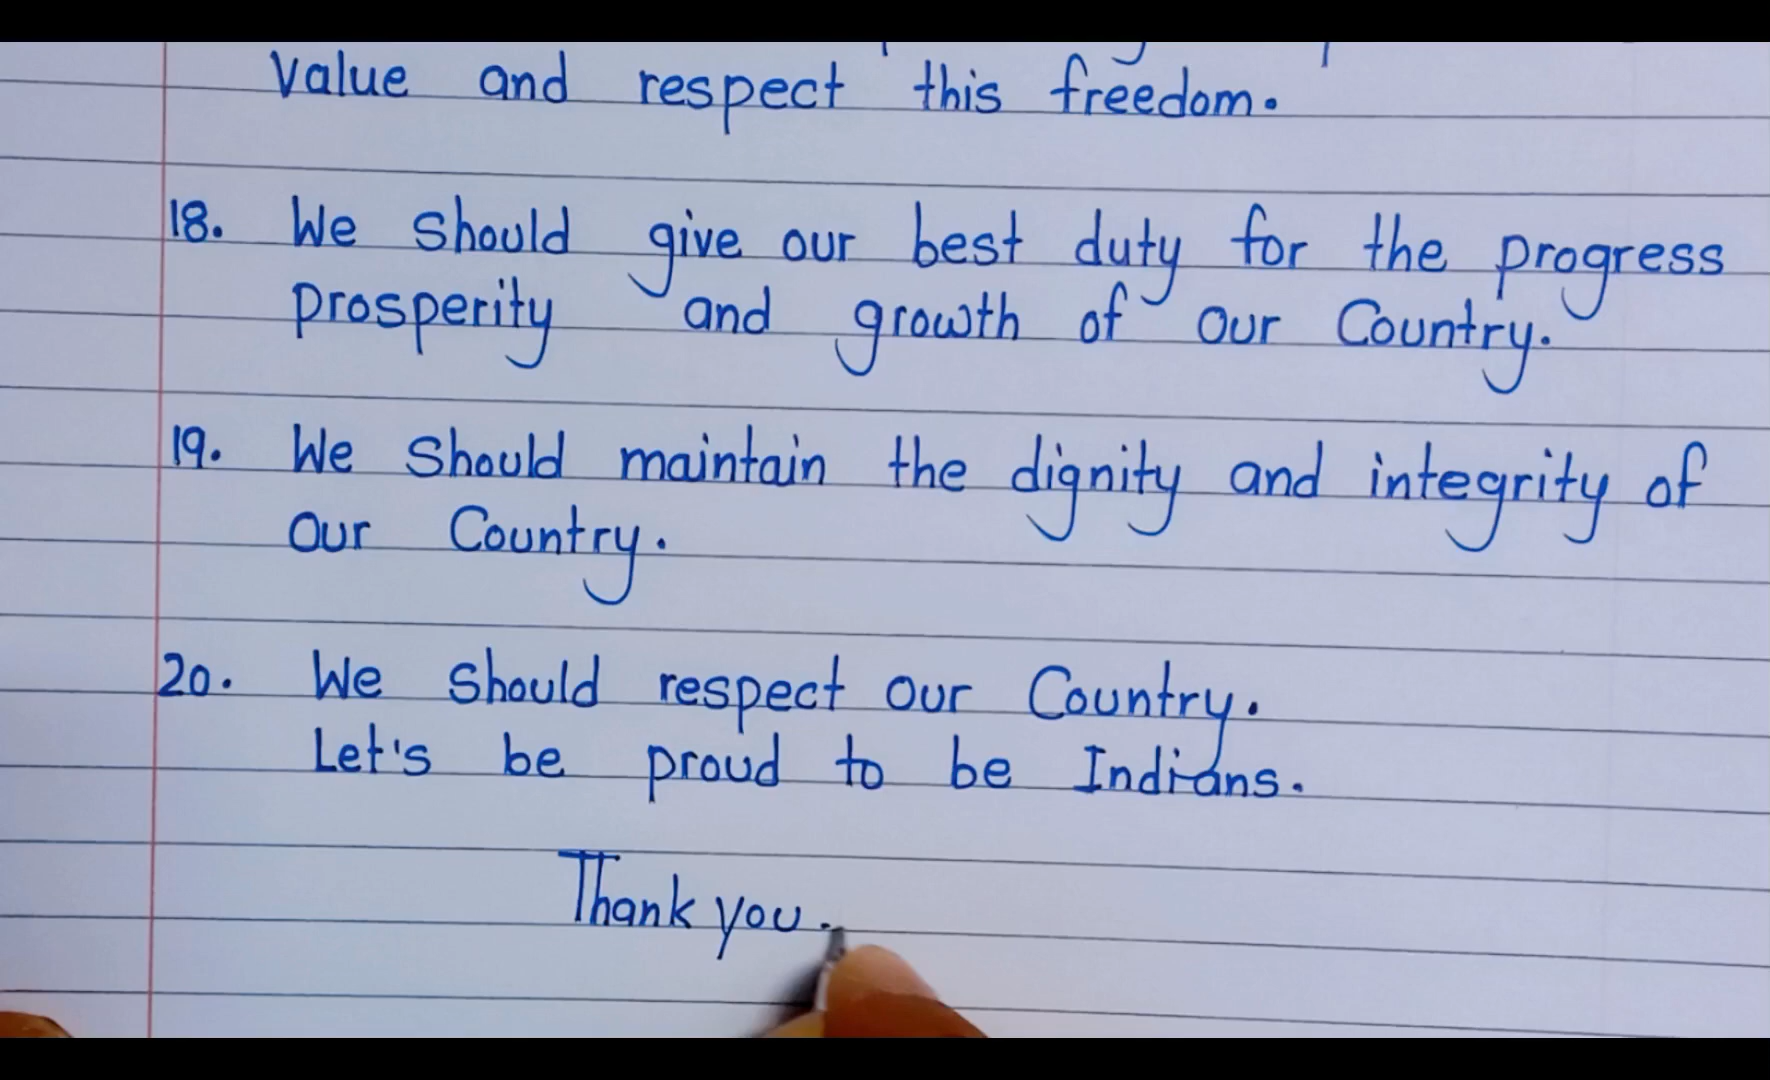 Value and respect this freedom.
18. We should give our best duty for the progress
prosperity and growth of our Country.
19. We should maintain the dignity and integrity of
our Country.
20. We should respect our Country.
Let's be proud to be Indians.
Thank you.